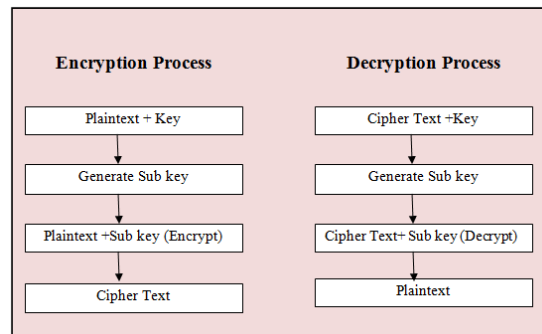 Encryption Process
Plaintext + Key
Generate Sub key
Plaintext +Sub key (Encrypt)
Cipher Text
Decryption Process
Cipher Text +Key
Generate Sub key
Cipher Text+ Sub key (Decrypt)
Plaintext